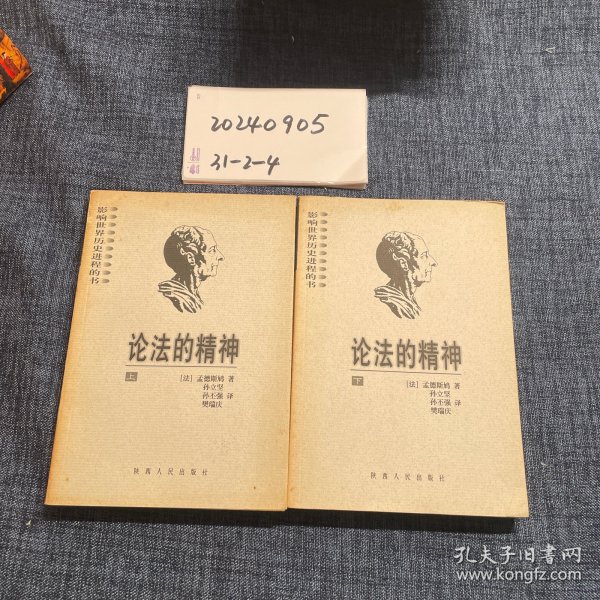 20240905
31-2-4
影响世界历史进程的书
论法的精神
上
[法] 孟德斯鸠 著
孙立坚
孙丕强 译
樊瑞庆
陕西人民出版社
影响世界历史进程的书
论法的精神
下
[法] 孟德斯鸠 著
孙立坚
孙丕强 译
樊瑞庆
陕西人民出版社
孔夫子旧书网
www.kongfz.com